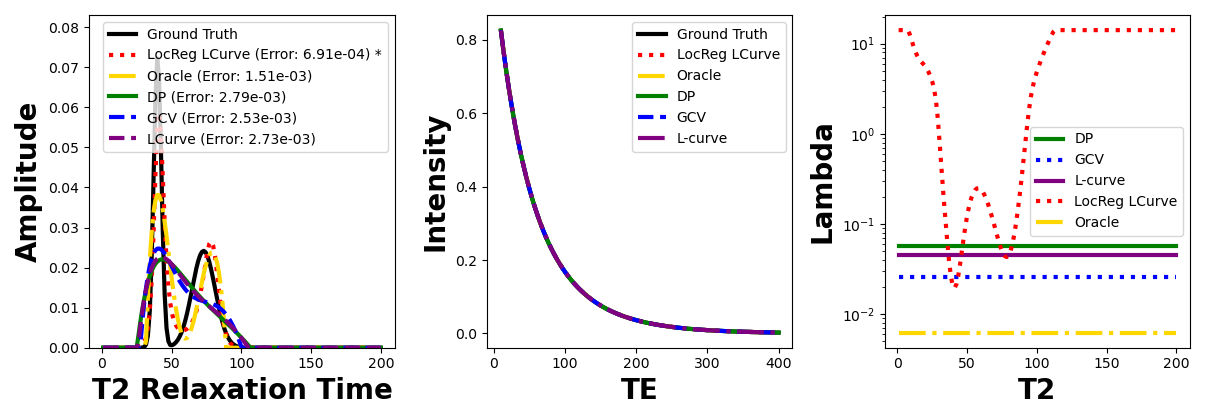 Amplitude
0.08
0.07
0.06
0.05
0.04
0.03
0.02
0.01
0.00
Ground Truth
LocReg LCurve (Error: 6.91e-04) *
Oracle (Error: 1.51e-03)
DP (Error: 2.79e-03)
GCV (Error: 2.53e-03)
LCurve (Error: 2.73e-03)
0 50 100 150 200
T2 Relaxation Time
Intensity
0.8
0.6
0.4
0.2
0.0
Ground Truth
LocReg LCurve
Oracle
DP
GCV
L-curve
0 100 200 300 400
TE
Lambda
10¹
10⁰
10⁻¹
10⁻²
DP
GCV
L-curve
LocReg LCurve
Oracle
0 50 100 150 200
T2